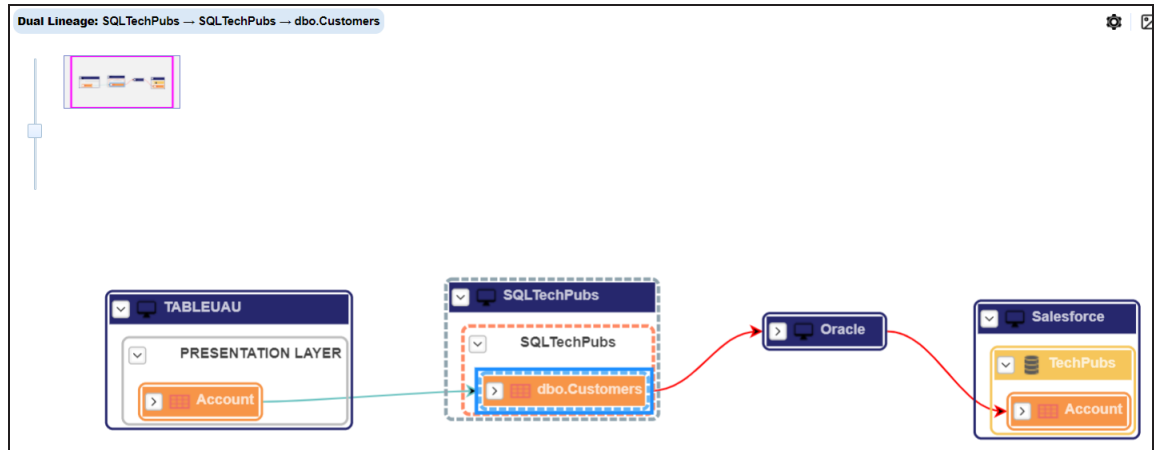 Dual Lineage: SQLTechPubs → SQLTechPubs → dbo.Customers
TABLEUAU
PRESENTATION LAYER
Account
SQLTechPubs
SQLTechPubs
dbo.Customers
Oracle
Salesforce
TechPubs
Account